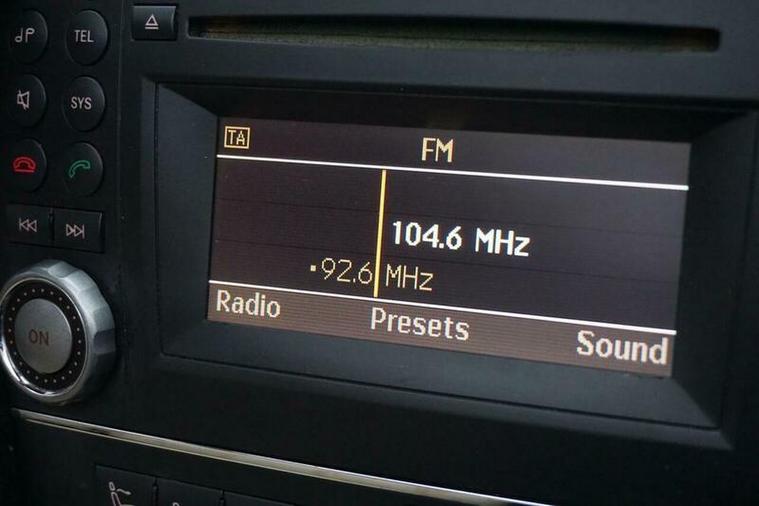 TEL
SYS
ON
TA
FM
104.6 MHz
·92.6 MHz
Radio
Presets
Sound